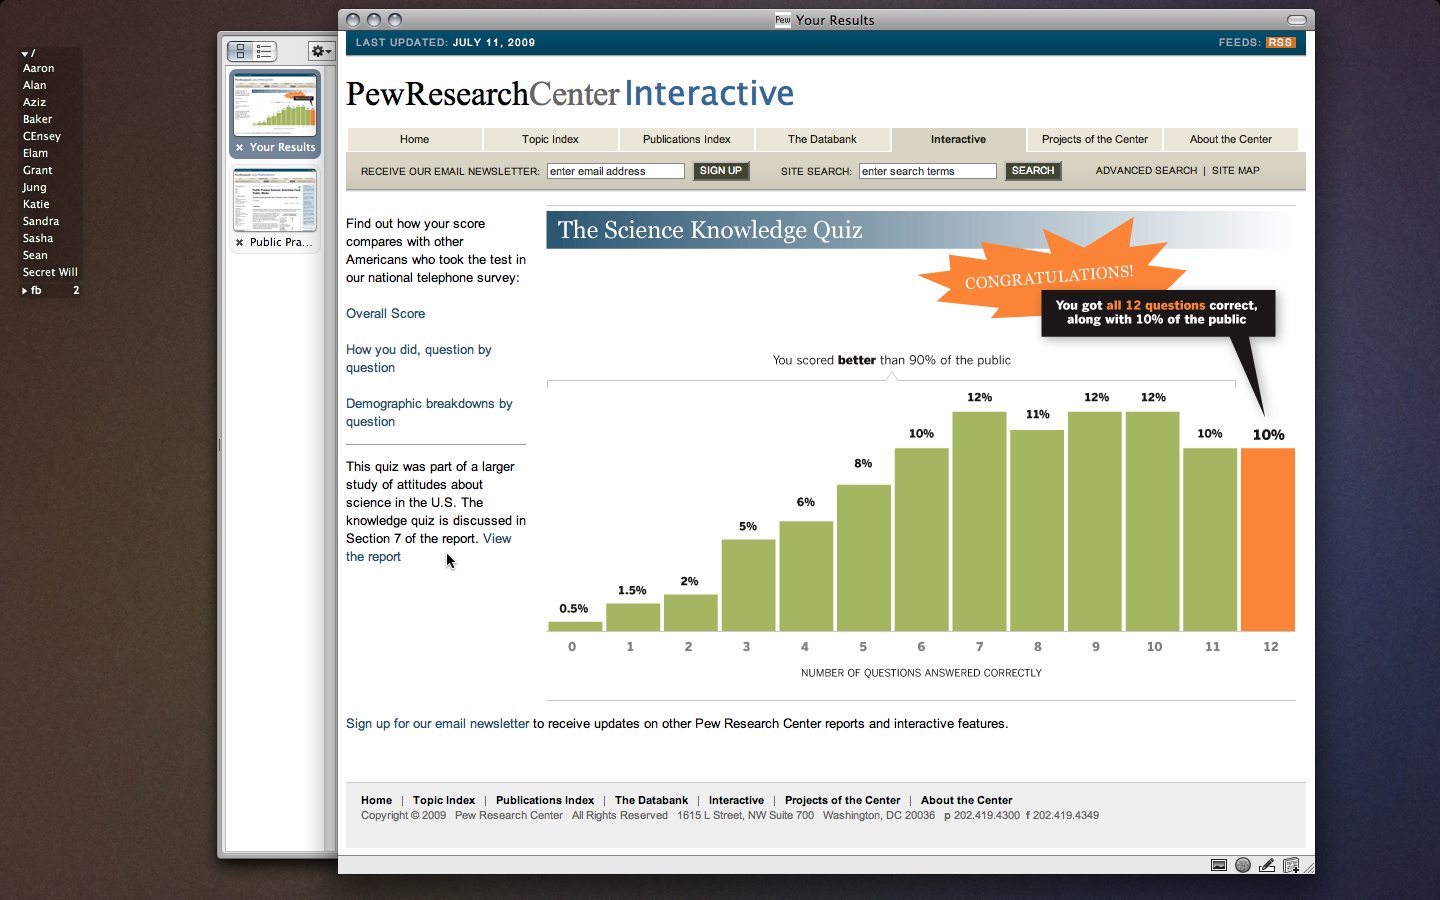 /
Aaron
Alan
Aziz
Baker
CEnsey
Elam
Grant
Jung
Katie
Sandra
Sasha
Sean
Secret Will
fb 2
Your Results
Public Pra...
Pew Your Results
LAST UPDATED: JULY 11, 2009 FEEDS: RSS
PewResearchCenter Interactive
Home Topic Index Publications Index The Databank Interactive Projects of the Center About the Center
RECEIVE OUR EMAIL NEWSLETTER: enter email address SIGN UP SITE SEARCH: enter search terms SEARCH ADVANCED SEARCH | SITE MAP
Find out how your score
compares with other
Americans who took the test in
our national telephone survey:
Overall Score
How you did, question by
question
Demographic breakdowns by
question
This quiz was part of a larger
study of attitudes about
science in the U.S. The
knowledge quiz is discussed in
Section 7 of the report. View
the report
The Science Knowledge Quiz
CONGRATULATIONS!
You got all 12 questions correct,
along with 10% of the public
You scored better than 90% of the public
0.5% 1.5% 2% 5% 6% 8% 10% 12% 11% 12% 12% 10% 10%
0 1 2 3 4 5 6 7 8 9 10 11 12
NUMBER OF QUESTIONS ANSWERED CORRECTLY
Sign up for our email newsletter to receive updates on other Pew Research Center reports and interactive features.
Home | Topic Index | Publications Index | The Databank | Interactive | Projects of the Center | About the Center
Copyright © 2009 Pew Research Center All Rights Reserved 1615 L Street, NW Suite 700 Washington, DC 20036 p 202.419.4300 f 202.419.4349